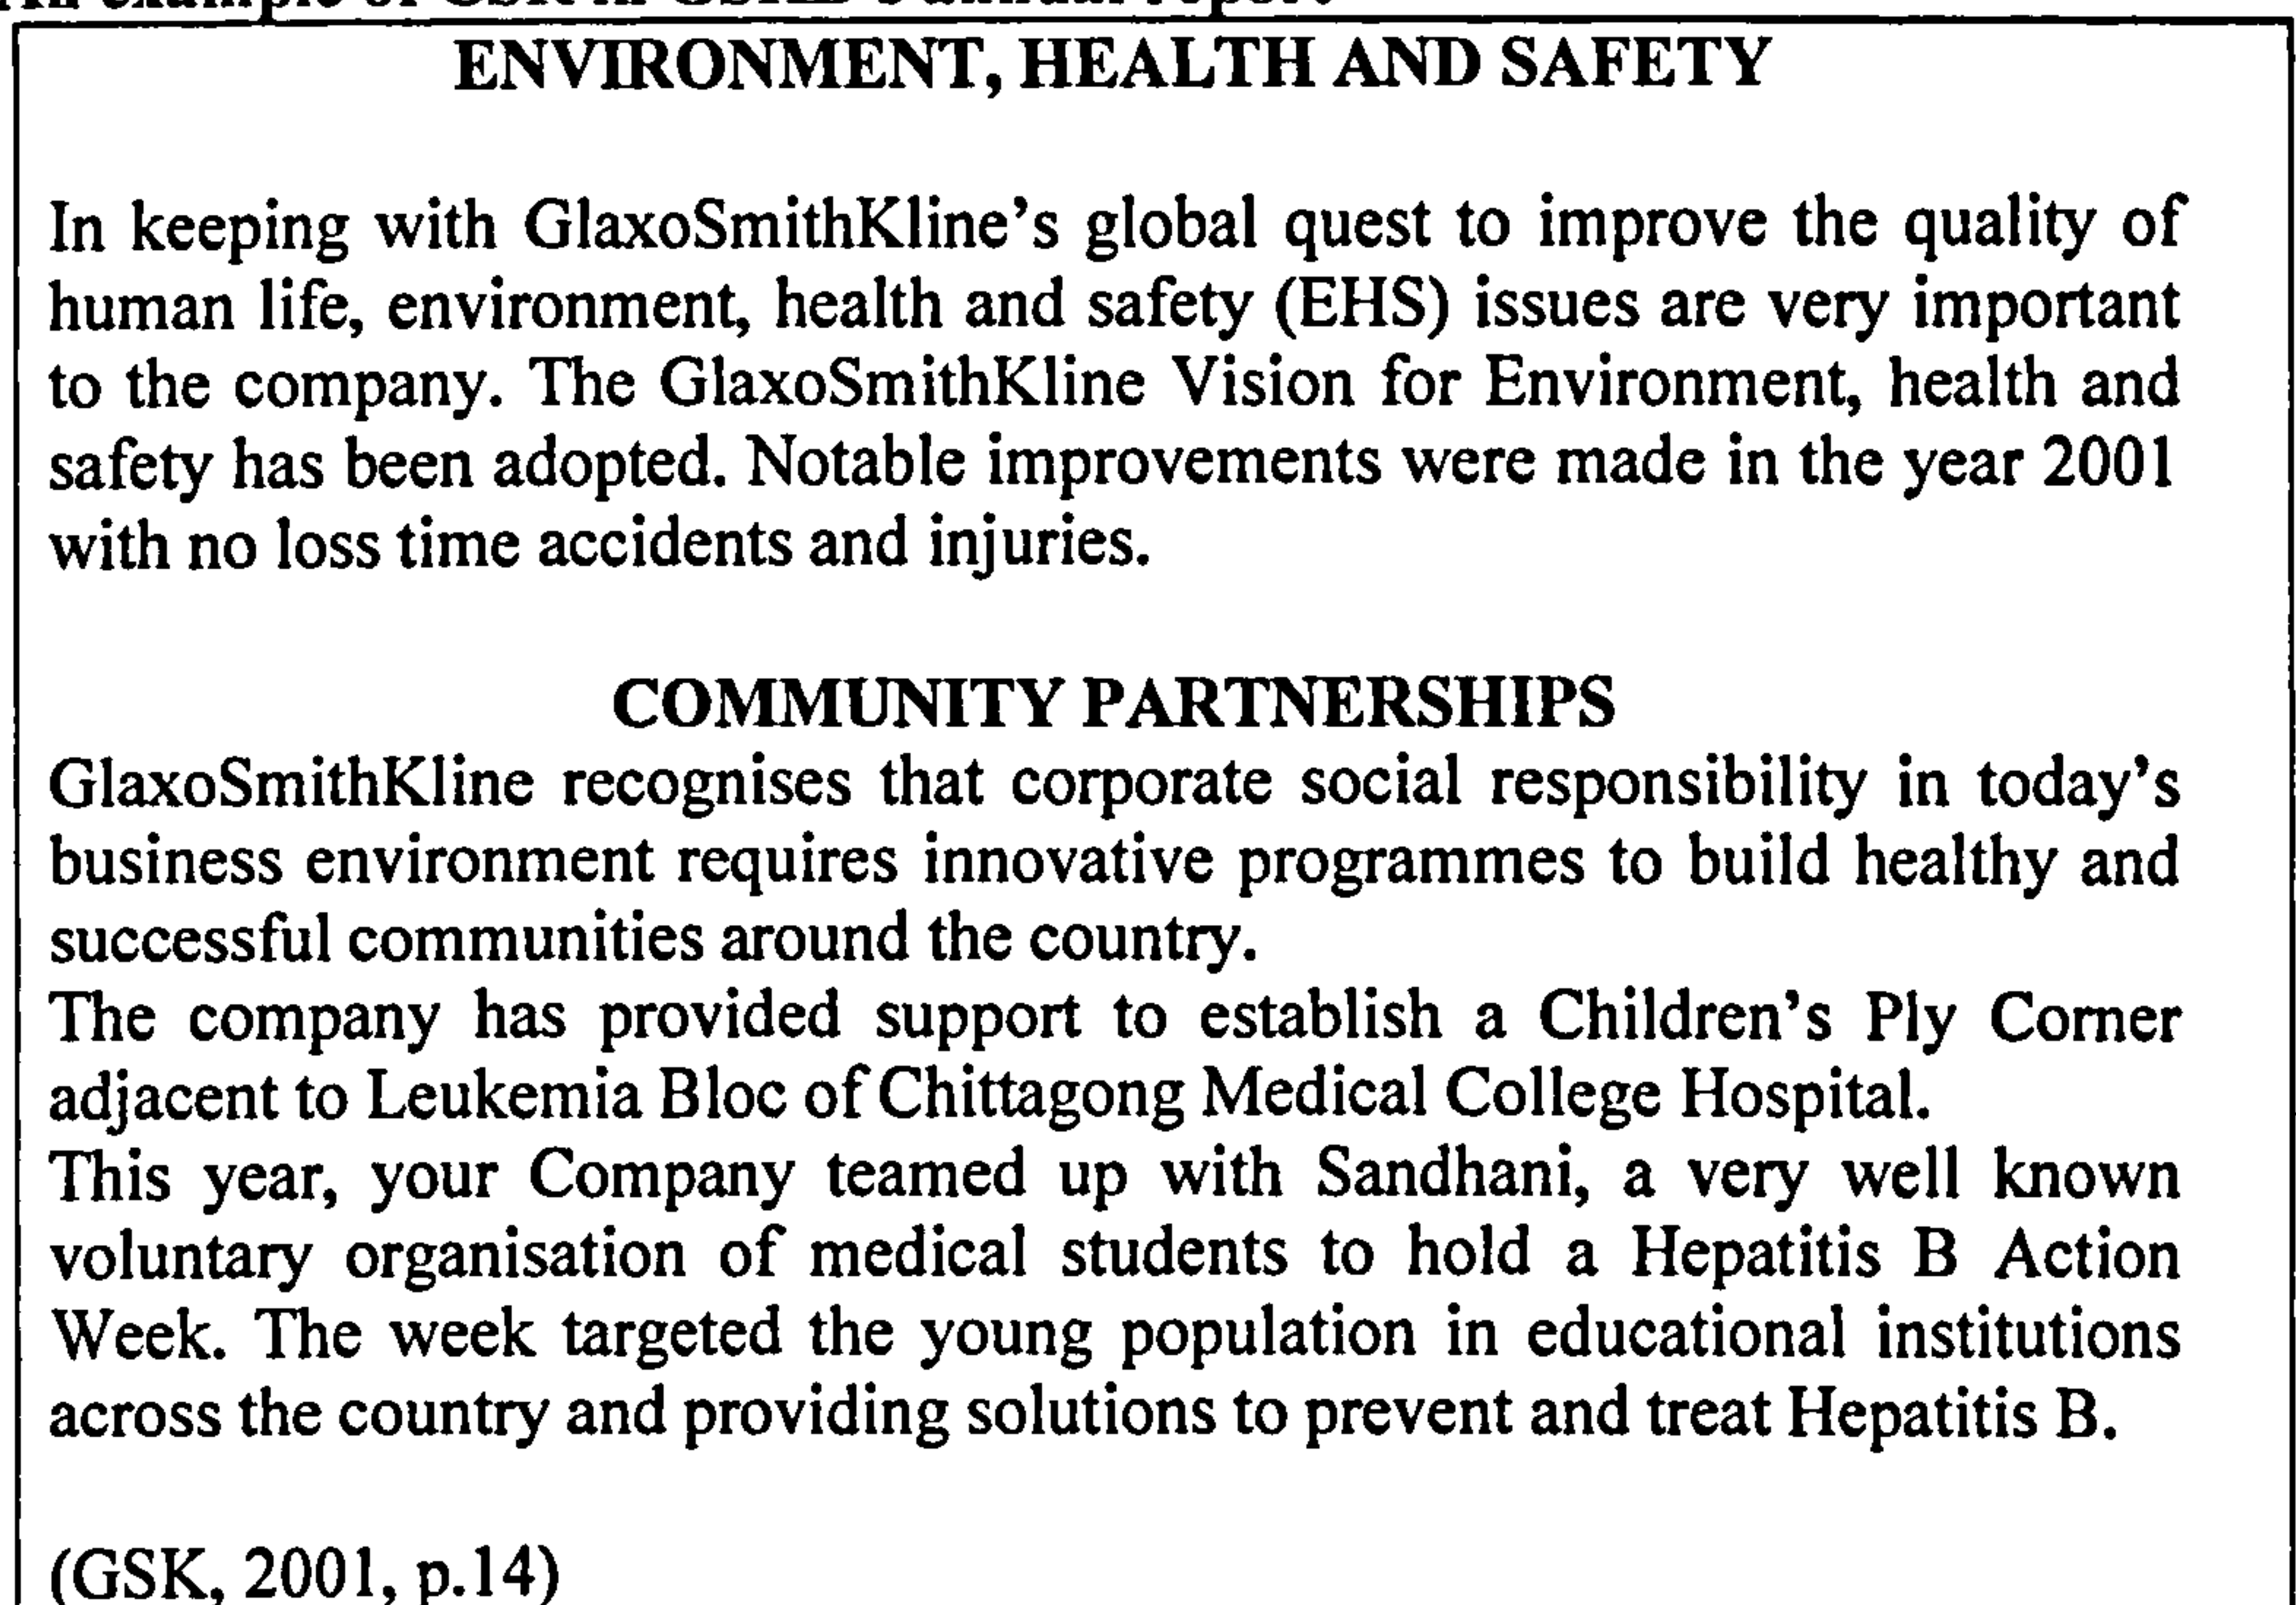 ENVIRONMENT, HEALTH AND SAFETY
In keeping with GlaxoSmithKline's global quest to improve the quality of
human life, environment, health and safety (EHS) issues are very important
to the company. The GlaxoSmithKline Vision for Environment, health and
safety has been adopted. Notable improvements were made in the year 2001
with no loss time accidents and injuries.
COMMUNITY PARTNERSHIPS
GlaxoSmithKline recognises that corporate social responsibility in today's
business environment requires innovative programmes to build healthy and
successful communities around the country.
The company has provided support to establish a Children's Ply Corner
adjacent to Leukemia Bloc of Chittagong Medical College Hospital.
This year, your Company teamed up with Sandhani, a very well known
voluntary organisation of medical students to hold a Hepatitis B Action
Week. The week targeted the young population in educational institutions
across the country and providing solutions to prevent and treat Hepatitis B.
(GSK, 2001, p.14)